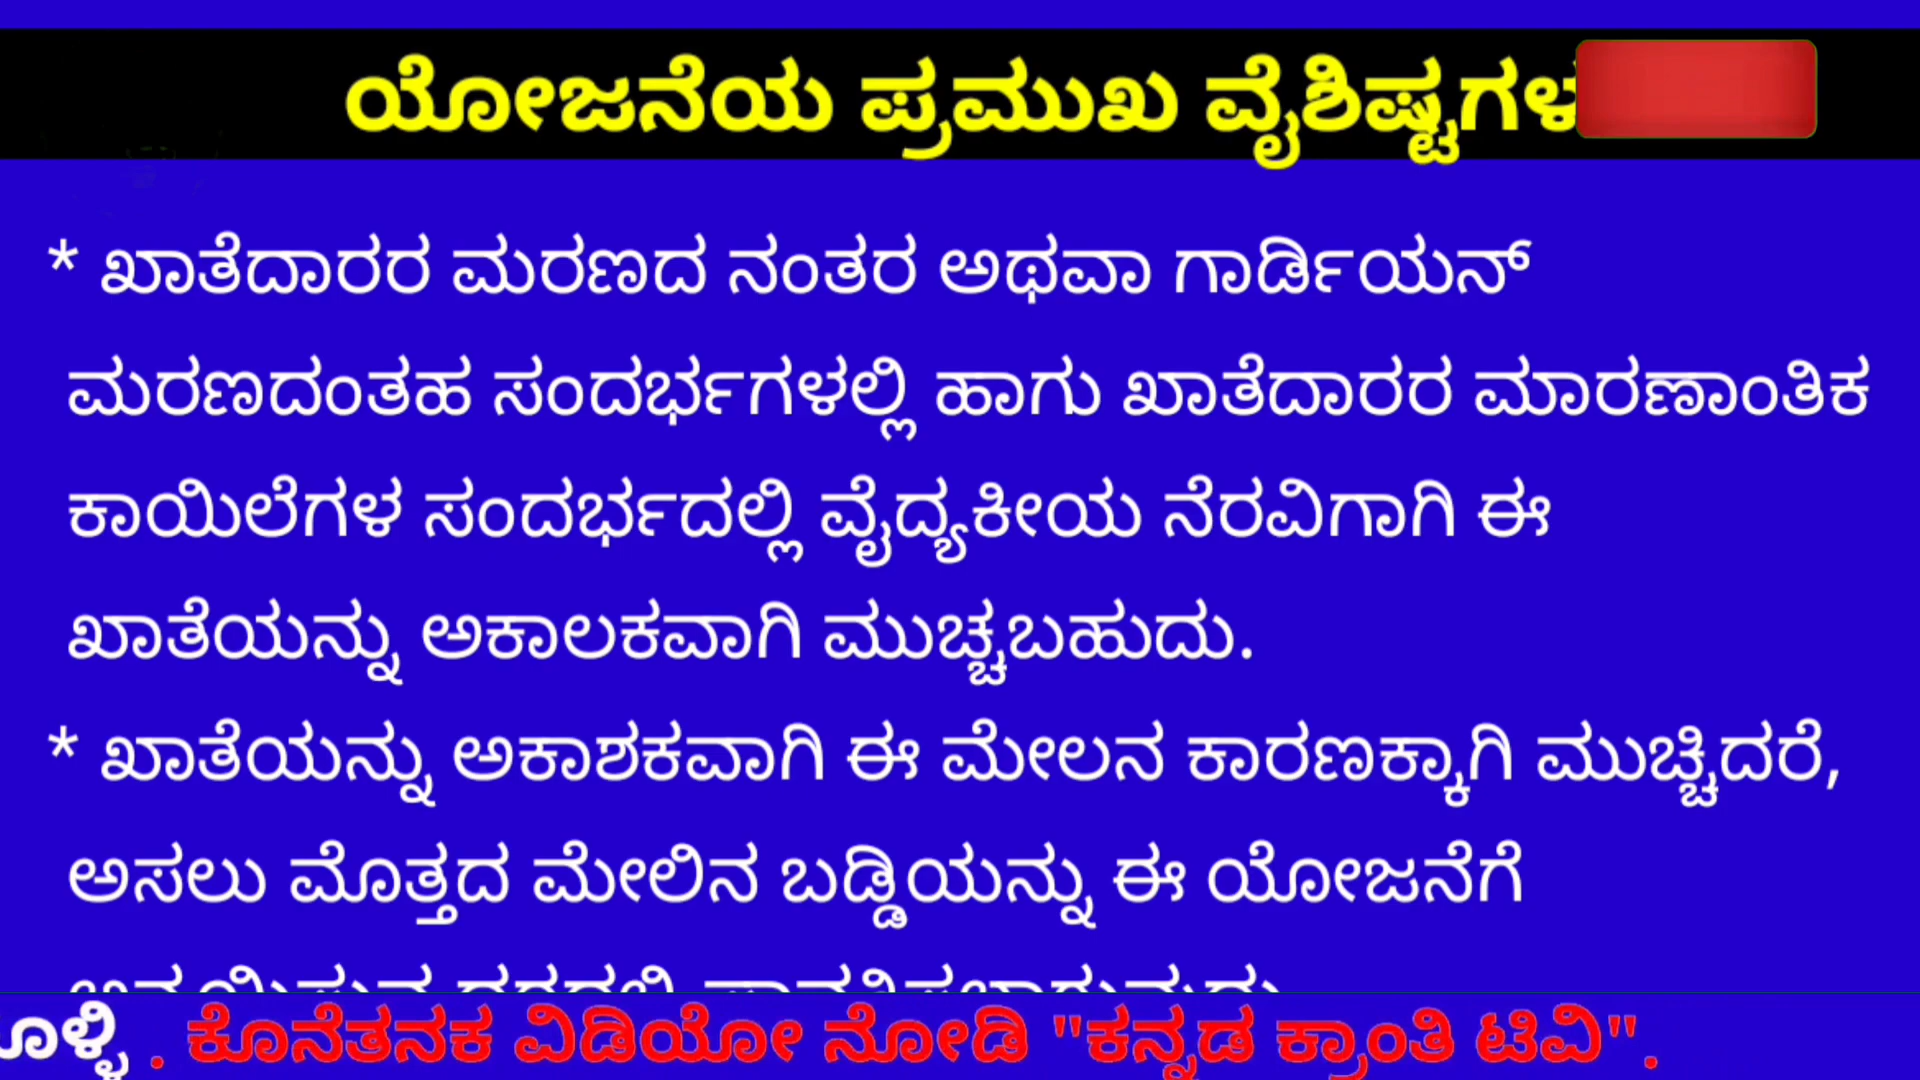 ಯೋಜನೆಯ ಪ್ರಮುಖ ವೈಶಿಷ್ಟಗಳ
* ಖಾತೆದಾರರ ಮರಣದ ನಂತರ ಅಥವಾ ಗಾರ್ಡಿಯನ್
ಮರಣದಂತಹ ಸಂದರ್ಭಗಳಲ್ಲಿ ಹಾಗು ಖಾತೆದಾರರ ಮಾರಣಾಂತಿಕ
ಕಾಯಿಲೆಗಳ ಸಂದರ್ಭದಲ್ಲಿ ವೈದ್ಯಕೀಯ ನೆರವಿಗಾಗಿ ಈ
ಖಾತೆಯನ್ನು ಅಕಾಲಕವಾಗಿ ಮುಚ್ಚಬಹುದು.
* ಖಾತೆಯನ್ನು ಅಕಾಶಕವಾಗಿ ಈ ಮೇಲನ ಕಾರಣಕ್ಕಾಗಿ ಮುಚ್ಚಿದರೆ,
ಅಸಲು ಮೊತ್ತದ ಮೇಲಿನ ಬಡ್ಡಿಯನ್ನು ಈ ಯೋಜನೆಗೆ
. ಕೊನೆತನಕ ವಿಡಿಯೋ ನೋಡಿ "ಕನ್ನಡ ಕ್ರಾಂತಿ ಟಿವಿ".